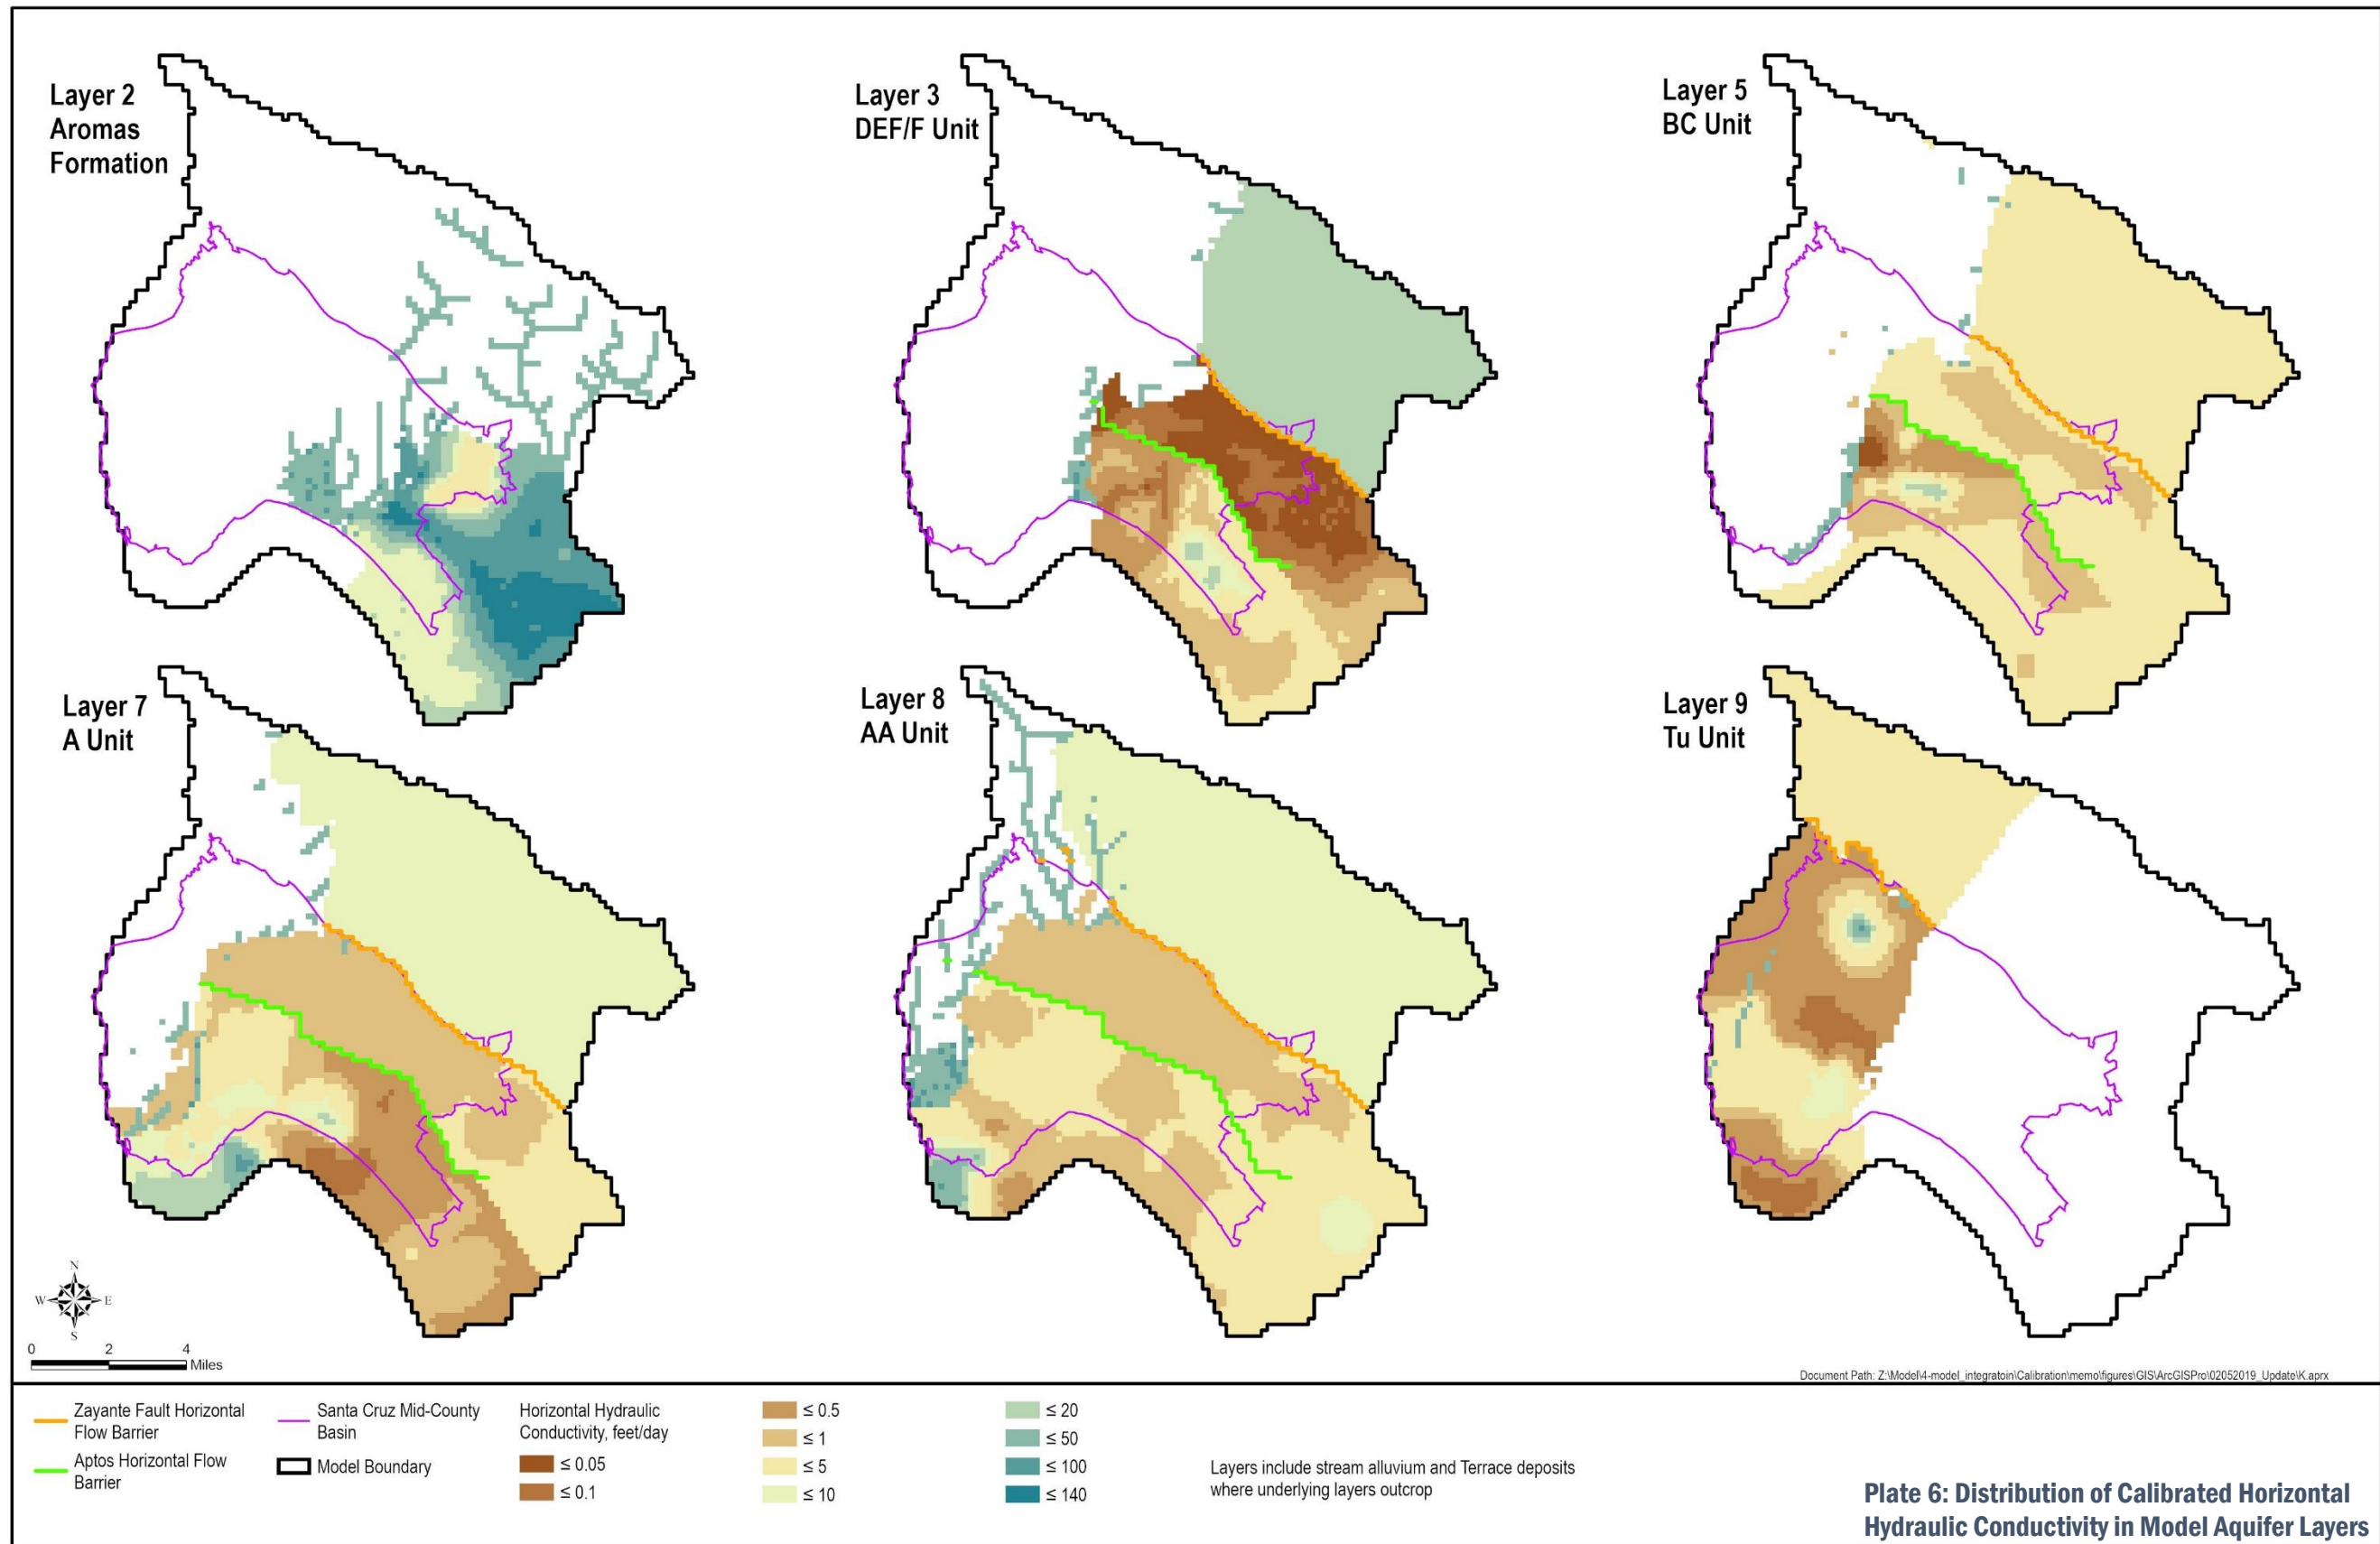 Layer 2
Aromas
Formation
Layer 3
DEF/F Unit
Layer 5
BC Unit
Layer 7
A Unit
Layer 8
AA Unit
Layer 9
Tu Unit
N
W
E
S
0
2
4
Miles
Document Path: Z:\Model\4-model_integratoin\Calibration\memo\figures\GIS\ArcGISPro\02052019_Update\K.aprx
Zayante Fault Horizontal
Flow Barrier
Aptos Horizontal Flow
Barrier
Santa Cruz Mid-County
Basin
Model Boundary
Horizontal Hydraulic
Conductivity, feet/day
≤ 0.05
≤ 0.1
≤ 0.5
≤ 1
≤ 5
≤ 10
≤ 20
≤ 50
≤ 100
≤ 140
Layers include stream alluvium and Terrace deposits
where underlying layers outcrop
Plate 6: Distribution of Calibrated Horizontal
Hydraulic Conductivity in Model Aquifer Layers